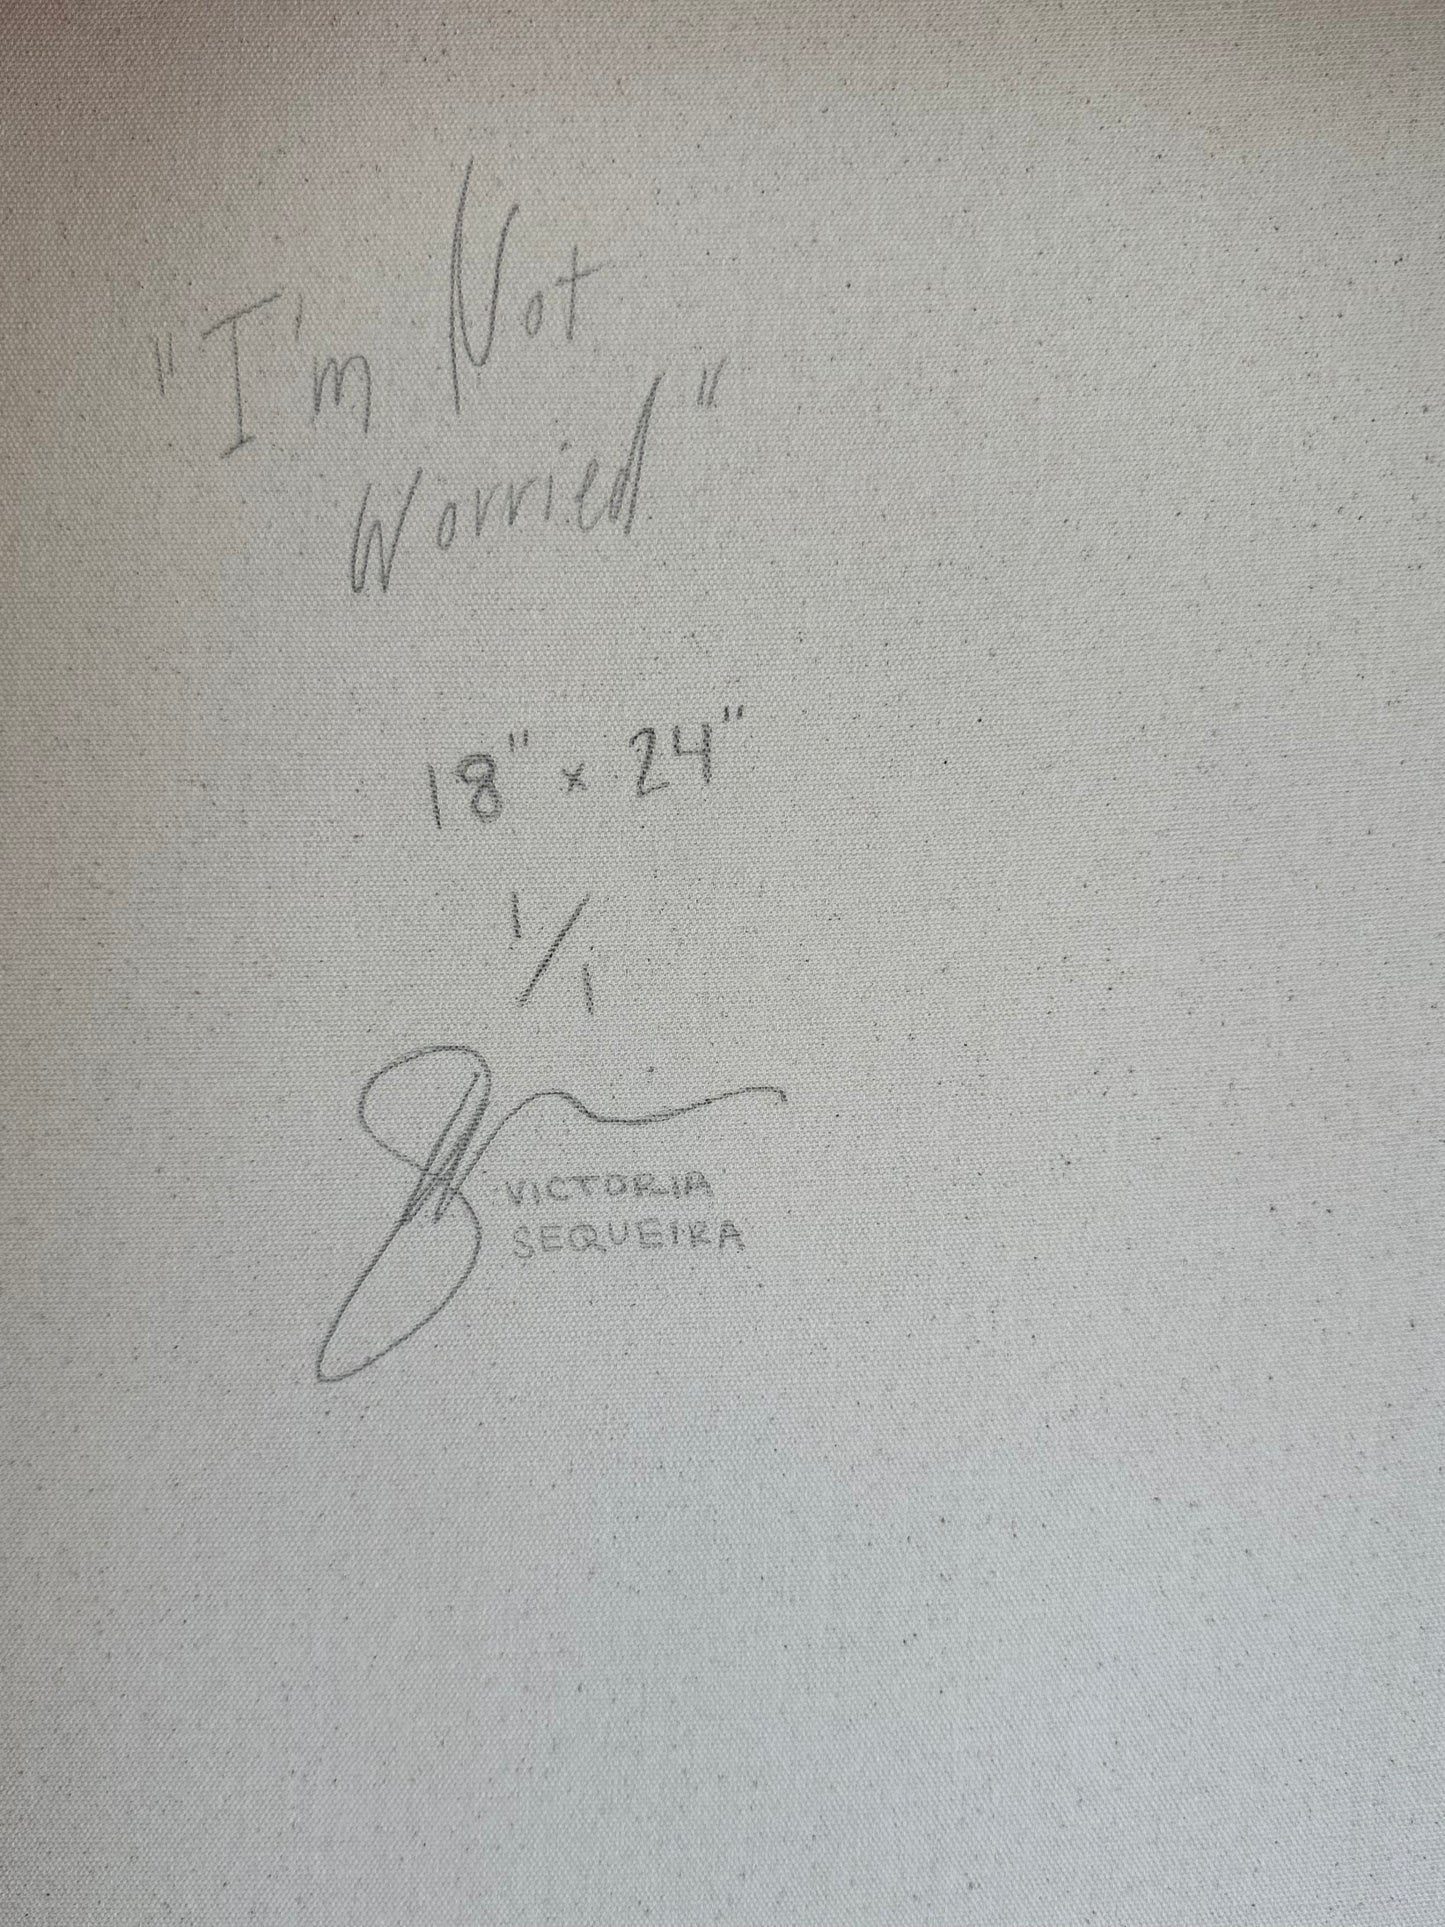 "I'm Not
Worried"
18" x 24"
1/1
VICTORIA
SEQUEIRA